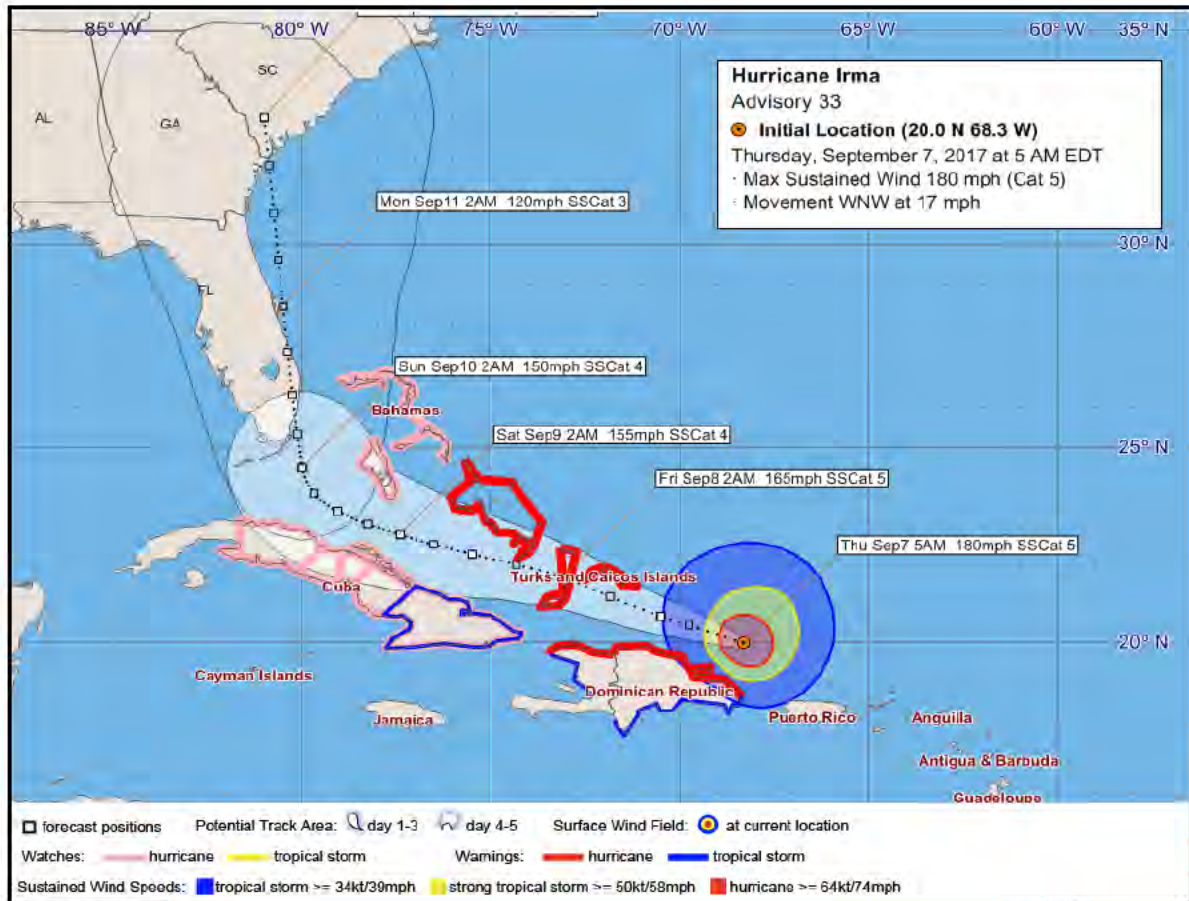 85° W 80° W 75° W 70° W 65° W 35° N
SC
AL
GA
Hurricane Irma
Advisory 33
Initial Location (20.0 N 68.3 W)
Thursday, September 7, 2017 at 5 AM EDT
· Max Sustained Wind 180 mph (Cat 5)
· Movement WNW at 17 mph
Mon Sep11 2AM 120mph SSCat 3
30° N
FL
Sun Sep10 2AM 150mph SSCat 4
Bahamas
Sat Sep9 2AM 155mph SSCat 4
25° N
Fri Sep8 2AM 165mph SSCat 5
Thu Sep7 5AM 180mph SSCat 5
Turks and Caicos Islands
Cuba
20° N
Cayman Islands
Dominican Republic
Jamaica
Puerto Rico
Anguilla
Antigua & Barbuda
Guadeloupe
forecast positions Potential Track Area: day 1-3 day 4-5 Surface Wind Field: at current location
Watches: hurricane tropical storm Warnings: hurricane tropical storm
Sustained Wind Speeds: tropical storm >= 34kt/39mph strong tropical storm >= 50kt/58mph hurricane >= 64kt/74mph